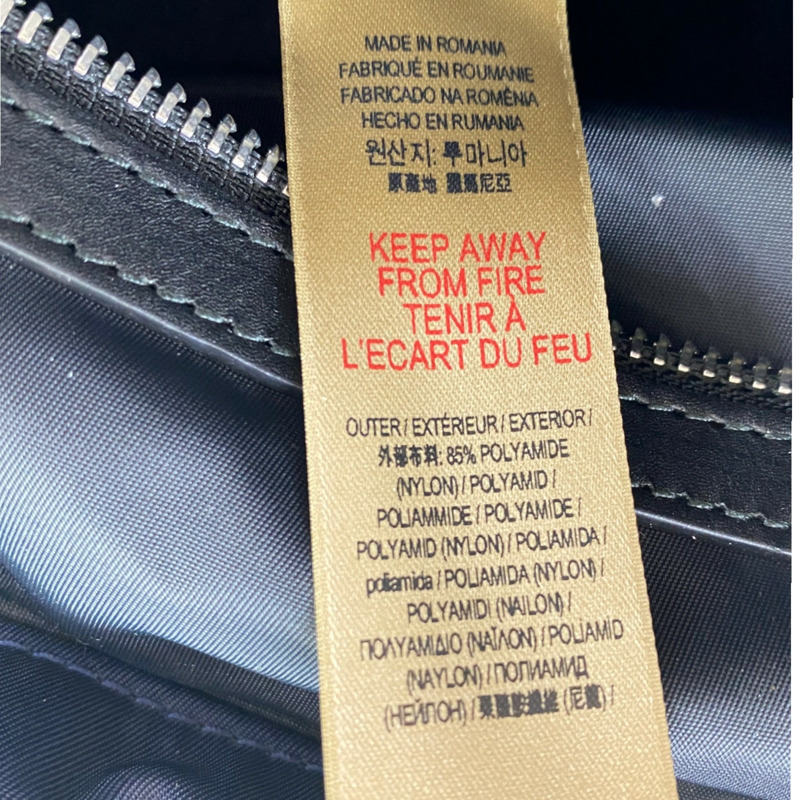 MADE IN ROMANIA
FABRIQUÉ EN ROUMANIE
FABRICADO NA ROMÊNIA
HECHO EN RUMANIA
원산지: 루마니아
原產地 羅馬尼亞
KEEP AWAY
FROM FIRE
TENIR À
L'ECART DU FEU
OUTER / EXTÉRIEUR / EXTERIOR /
外部布料: 85% POLYAMIDE
(NYLON) / POLYAMID /
POLIAMMIDE / POLYAMIDE /
POLYAMID (NYLON) / POLIAMIDA /
poliamida / POLIAMIDA (NYLON) /
POLYAMIDI (NAILON) /
ΠΟΛΥΑΜΙΔΙΟ (ΝΑΪΛΟΝ) / POLIAMID
(NAYLON) / ПОЛИАМИД
(НЕЙЛОН) / 聚醯胺纖維 (尼龍) /